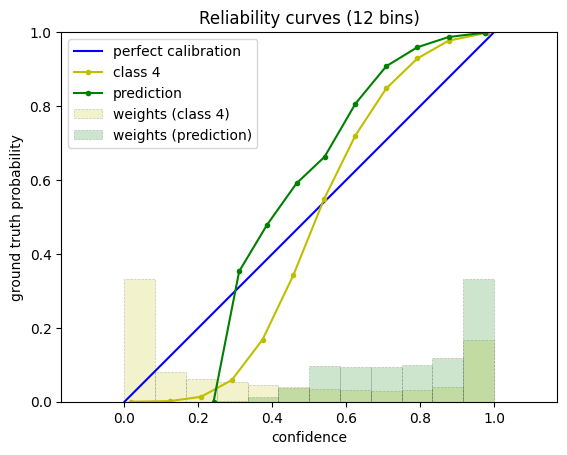 Reliability curves (12 bins)
perfect calibration
class 4
prediction
weights (class 4)
weights (prediction)
ground truth probability
1.0
0.8
0.6
0.4
0.2
0.0
0.0 0.2 0.4 0.6 0.8 1.0
confidence